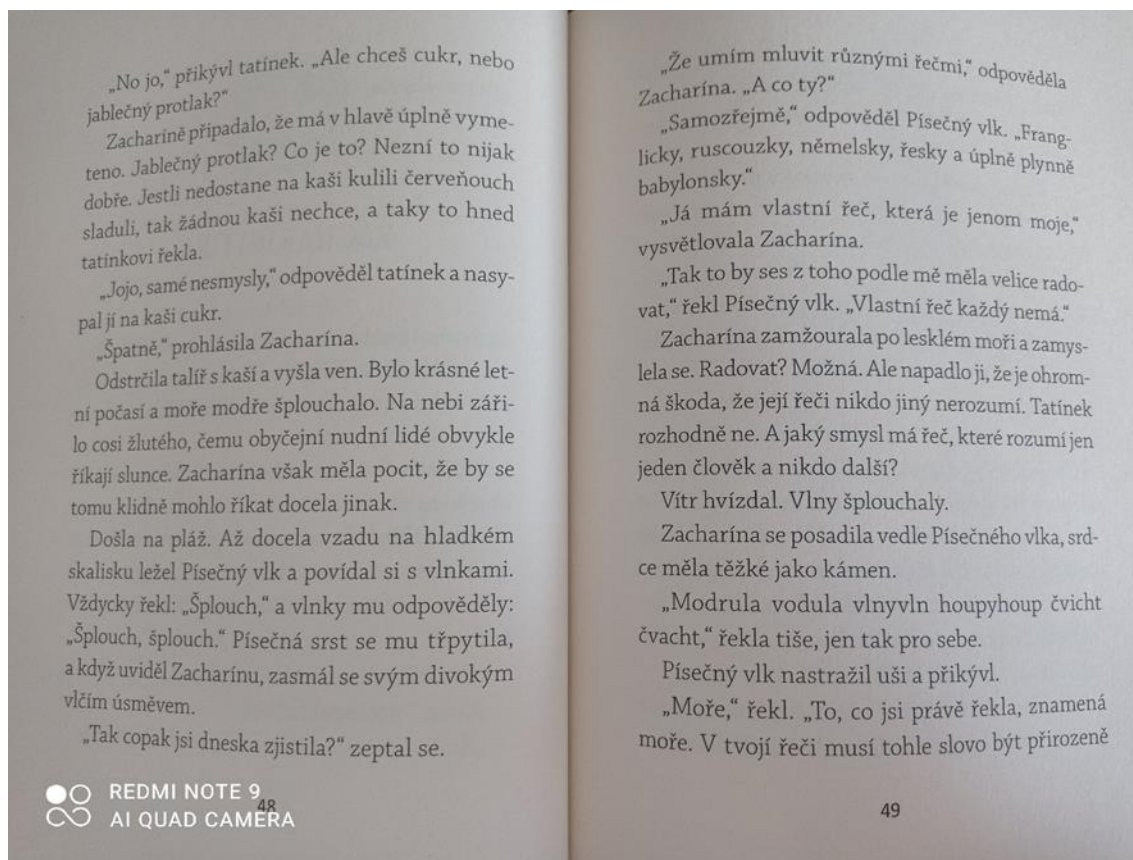 „No jo,“ přikývl tatínek. „Ale chceš cukr, nebo
jablečný protlak?“
Zacharíně připadalo, že má v hlavě úplně vyme-
teno. Jablečný protlak? Co je to? Nezní to nijak
dobře. Jestli nedostane na kaši kulili červeňouch
sladuli, tak žádnou kaši nechce, a taky to hned
tatínkovi řekla.
„Jojo, samé nesmysly,“ odpověděl tatínek a nasy-
pal jí na kaši cukr.
„Špatně,“ prohlásila Zacharína.
Odstrčila talíř s kaší a vyšla ven. Bylo krásné let-
ní počasí a moře modře šplouchalo. Na nebi záři-
lo cosi žlutého, čemu obyčejní nudní lidé obvykle
říkají slunce. Zacharína však měla pocit, že by se
tomu klidně mohlo říkat docela jinak.
Došla na pláž. Až docela vzadu na hladkém
skalisku ležel Písečný vlk a povídal si s vlnkami.
Vždycky řekl: „Šplouch,“ a vlnky mu odpověděly:
„Šplouch, šplouch.“ Písečná srst se mu třpytila,
a když uviděl Zacharínu, zasmál se svým divokým
vlčím úsměvem.
„Tak copak jsi dneska zjistila?“ zeptal se.
48
REDMI NOTE 9
AI QUAD CAMERA
„Že umím mluvit různými řečmi,“ odpověděla
Zacharína. „A co ty?“
„Samozřejmě,“ odpověděl Písečný vlk. „Frang-
licky, ruscouzky, němelsky, řesky a úplně plynně
babylonsky.“
„Já mám vlastní řeč, která je jenom moje,“
vysvětlovala Zacharína.
„Tak to by ses z toho podle mě měla velice rado-
vat,“ řekl Písečný vlk. „Vlastní řeč každý nemá.“
Zacharína zamžourala po lesklém moři a zamys-
lela se. Radovat? Možná. Ale napadlo ji, že je ohrom-
ná škoda, že její řeči nikdo jiný nerozumí. Tatínek
rozhodně ne. A jaký smysl má řeč, které rozumí jen
jeden člověk a nikdo další?
Vítr hvízdal. Vlny šplouchaly.
Zacharína se posadila vedle Písečného vlka, srd-
ce měla těžké jako kámen.
„Modrula vodula vlnyvln houpyhoup čvicht
čvacht,“ řekla tiše, jen tak pro sebe.
Písečný vlk nastražil uši a přikývl.
„Moře,“ řekl. „To, co jsi právě řekla, znamená
moře. V tvojí řeči musí tohle slovo být přirozeně
49